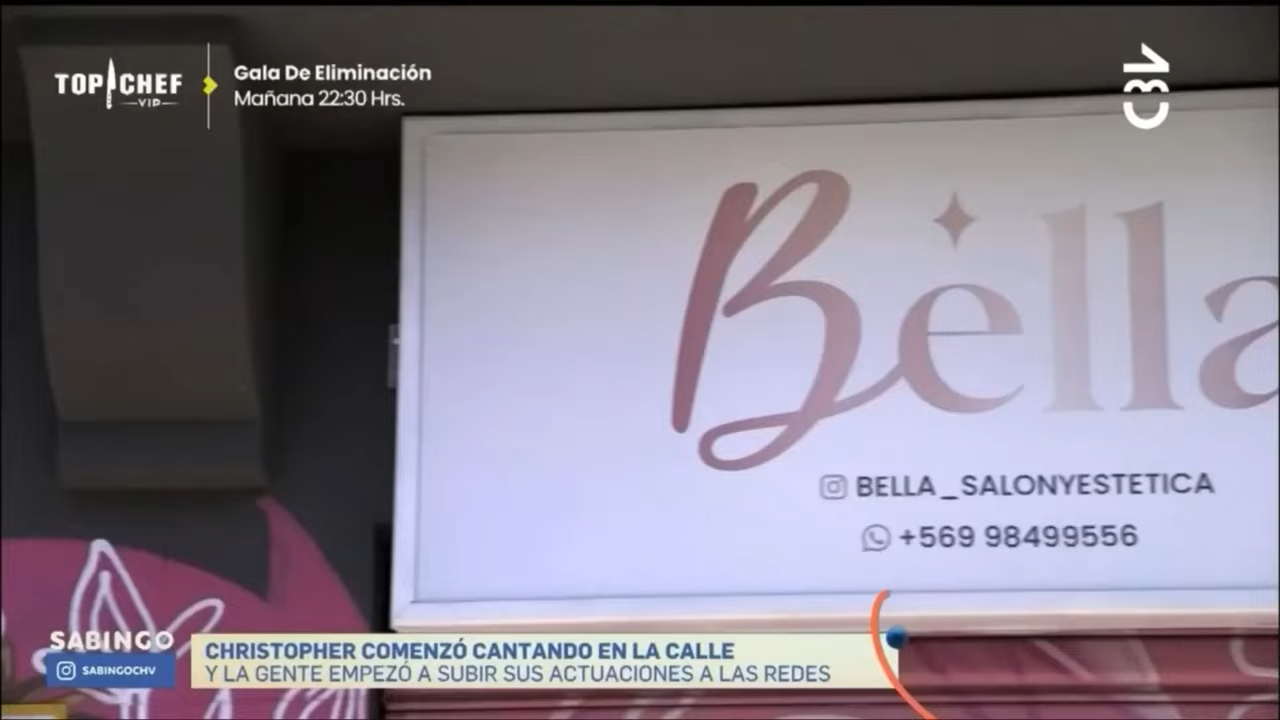 TOP CHEF
VIP
Gala De Eliminación
Mañana 22:30 Hrs.
CHV
Bella
BELLA_SALONYESTETICA
+569 98499556
SABINGO
SABINGOCHV
CHRISTOPHER COMENZÓ CANTANDO EN LA CALLE
Y LA GENTE EMPEZÓ A SUBIR SUS ACTUACIONES A LAS REDES